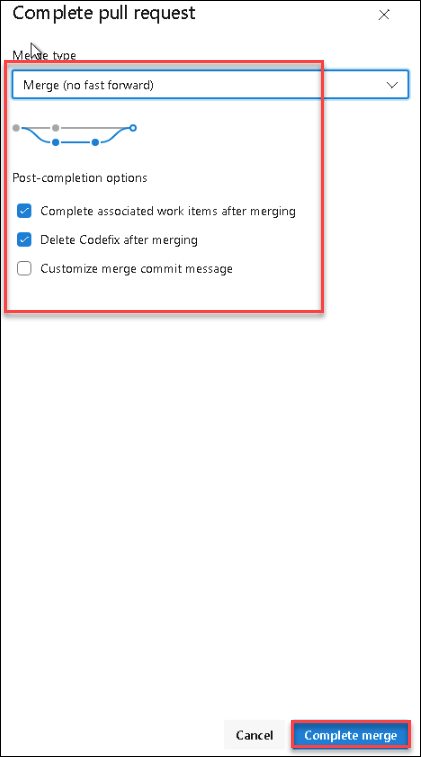 Complete pull request
Merge type
Merge (no fast forward)
Post-completion options
Complete associated work items after merging
Delete Codefix after merging
Customize merge commit message
Cancel
Complete merge